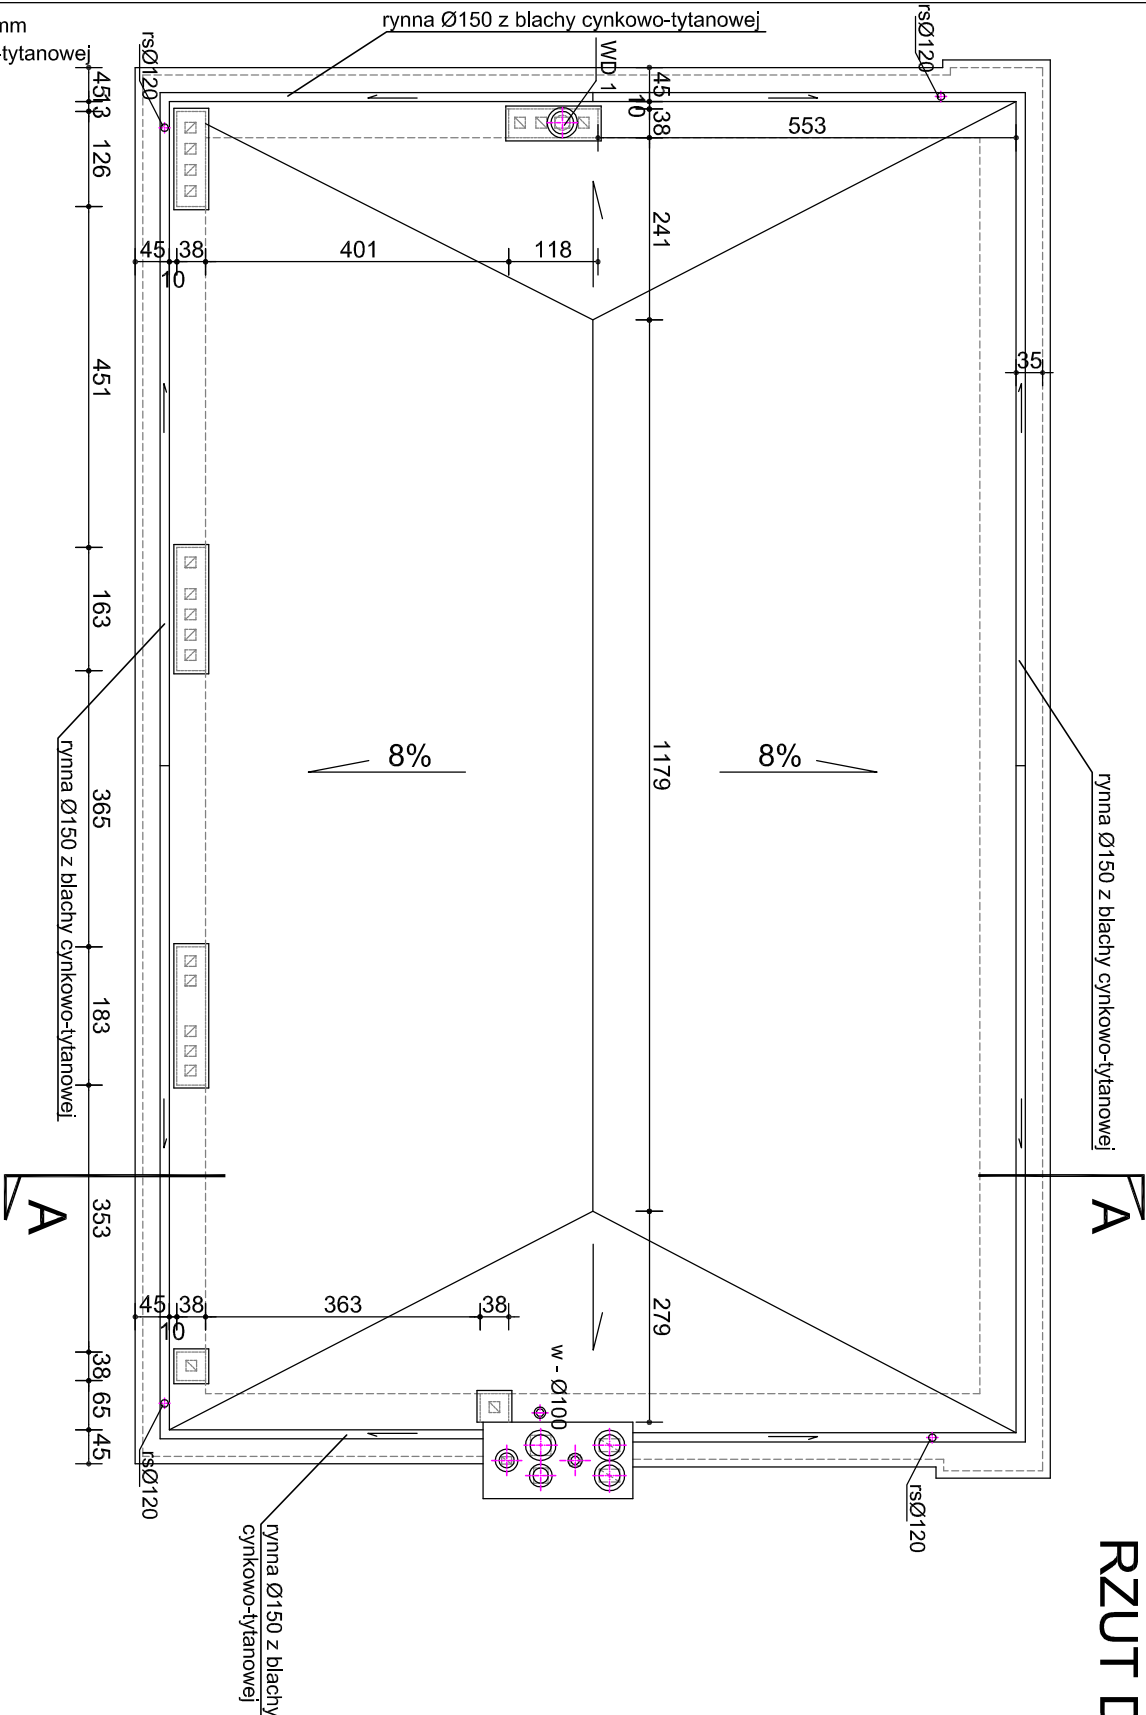 mm
-tytanowej
rynna Ø150 z blachy cynkowo-tytanowej
rsØ120
WD 1
rsØ120
45
13
126
451
163
365
183
353
38
65
45
45
10
38
241
1179
279
553
45
10
38
401
118
35
8%
8%
rynna Ø150 z blachy cynkowo-tytanowej
rynna Ø150 z blachy cynkowo-tytanowej
A
A
45
10
38
363
38
w - Ø100
rsØ120
rsØ120
rynna Ø150 z blachy
cynkowo-tytanowej
RZUT